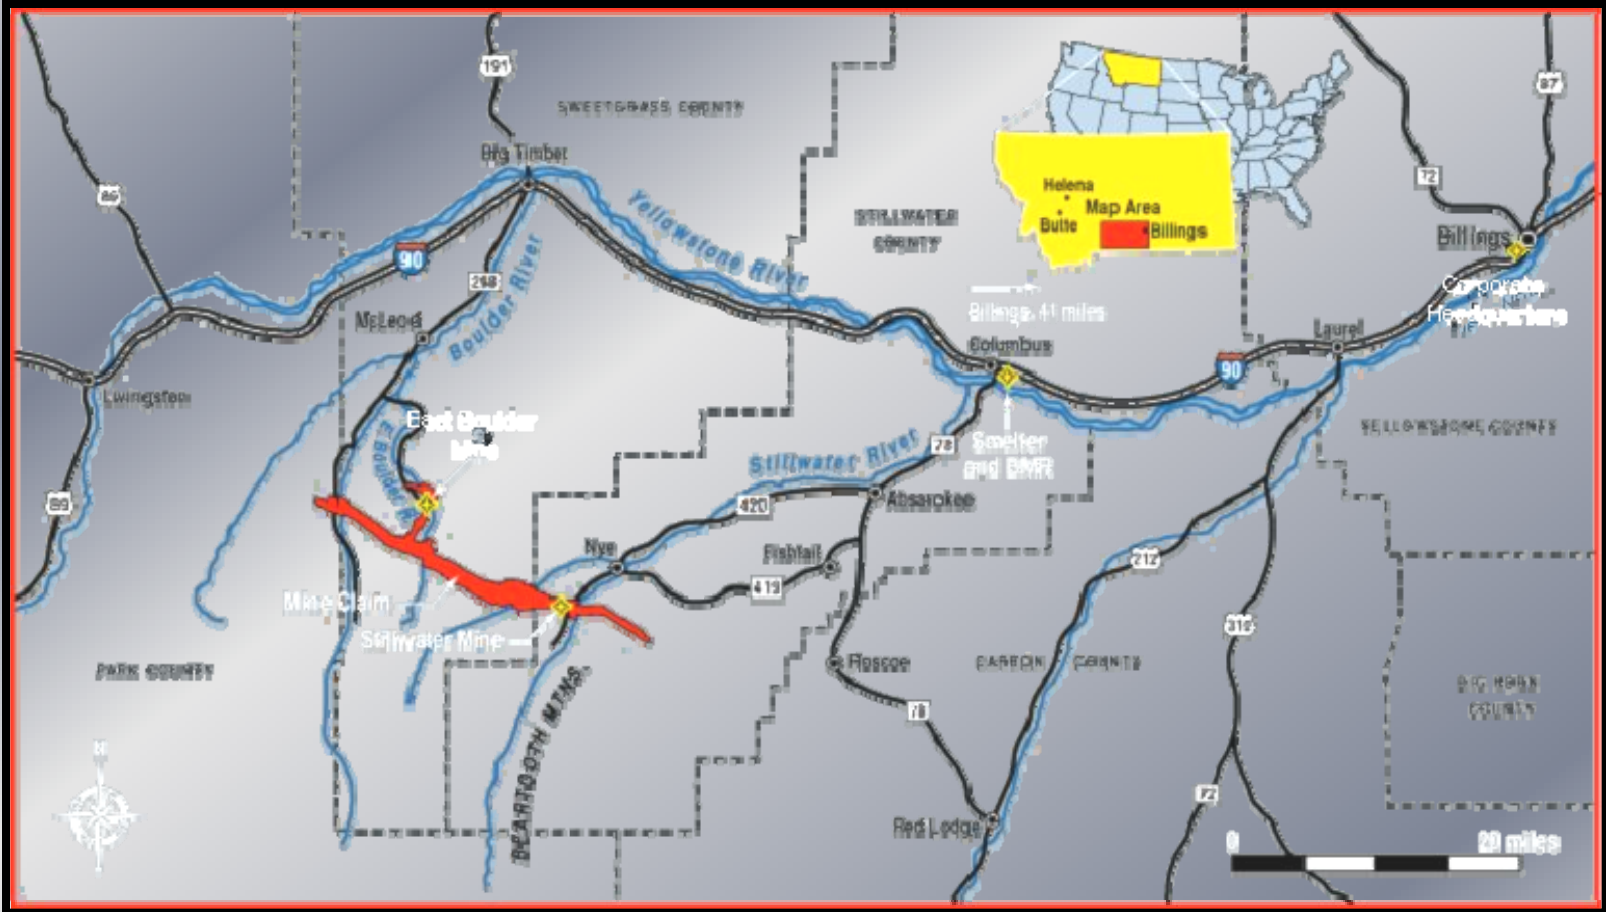 191
87
SWEETGRASS COUNTY
Big Timber
Helena
Butte
Map Area
Billings
72
89
Yellowstone River
STILLWATER
COUNTY
Billings
90
298
Boulder River
Billings 41 miles
Corporate
Headquarters
McLeod
Columbus
Laurel
90
Livingston
East Boulder
Mine
E Boulder R
Stillwater River
78
Smelter
and BMR
YELLOWSTONE COUNTY
89
420
Absarokee
Nye
Fishtail
419
212
Mine Claim
Stillwater Mine
310
PARK COUNTY
Roscoe
CARBON COUNTY
BIG HORN
COUNTY
78
BEARTOOTH MTNS.
N
72
Red Lodge
0
20 miles